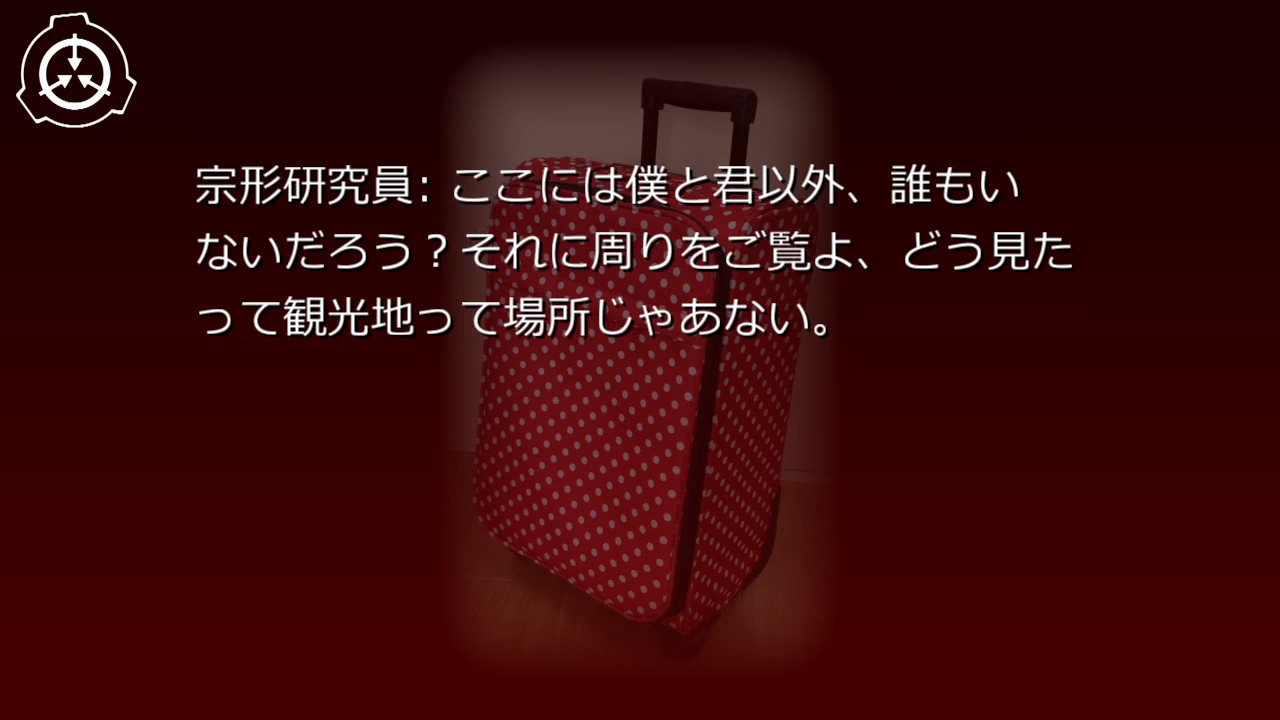 宗形研究員: ここには僕と君以外、誰もい
ないだろう？それに周りをご覧よ、どう見た
って観光地って場所じゃあない。